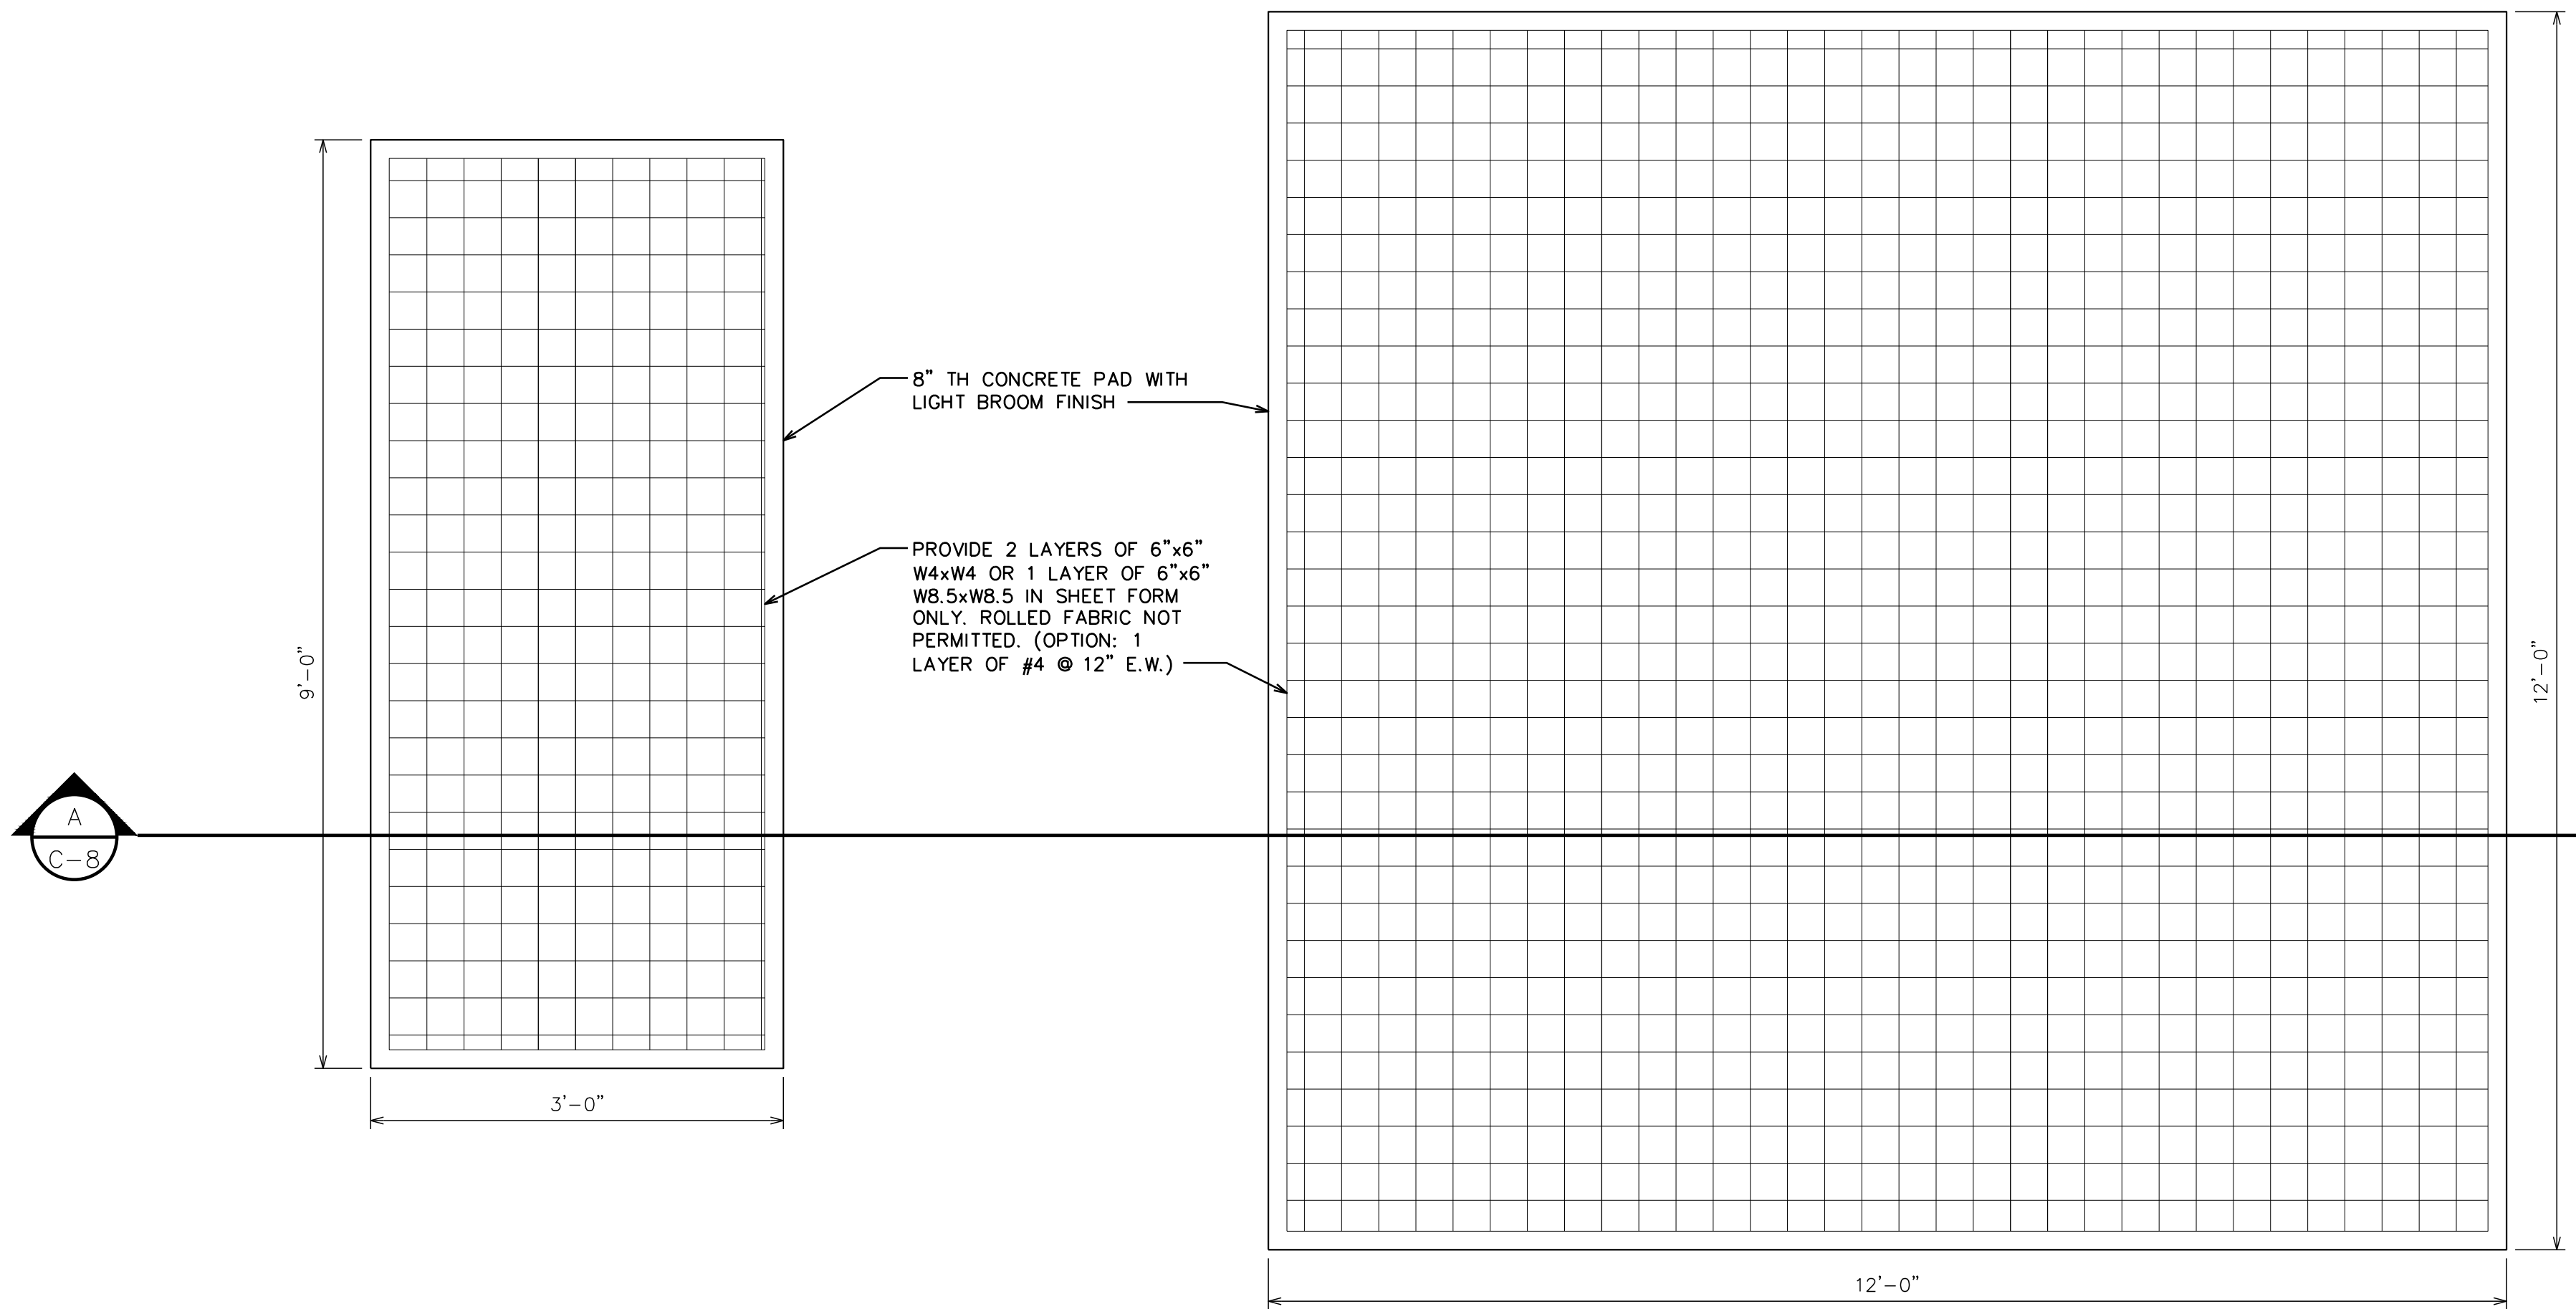 8" TH CONCRETE PAD WITH
LIGHT BROOM FINISH
PROVIDE 2 LAYERS OF 6"x6"
W4xW4 OR 1 LAYER OF 6"x6"
W8.5xW8.5 IN SHEET FORM
ONLY. ROLLED FABRIC NOT
PERMITTED. (OPTION: 1
LAYER OF #4 @ 12" E.W.)
9'-0"
12'-0"
A
C-8
3'-0"
12'-0"